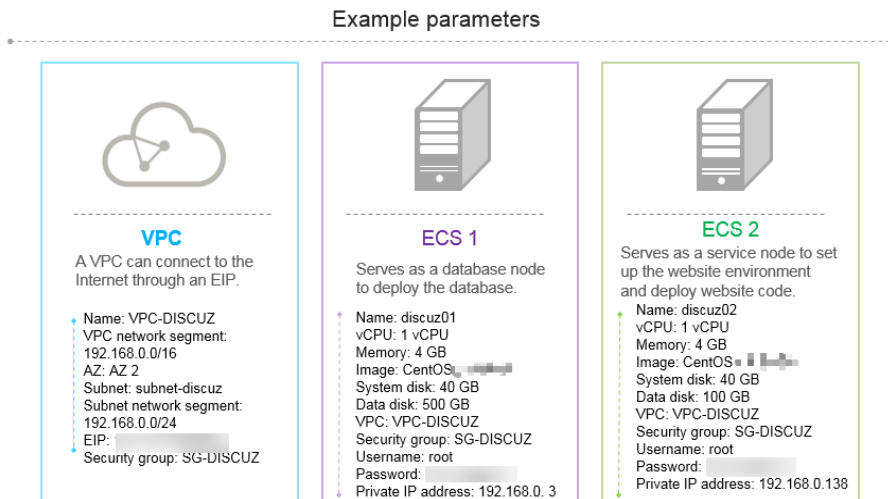 Example parameters
VPC
A VPC can connect to the
Internet through an EIP.
Name: VPC-DISCUZ
VPC network segment:
192.168.0.0/16
AZ: AZ 2
Subnet: subnet-discuz
Subnet network segment:
192.168.0.0/24
EIP:
Security group: SG-DISCUZ
ECS 1
Serves as a database node
to deploy the database.
Name: discuz01
vCPU: 1 vCPU
Memory: 4 GB
Image: CentOS
System disk: 40 GB
Data disk: 500 GB
VPC: VPC-DISCUZ
Security group: SG-DISCUZ
Username: root
Password:
Private IP address: 192.168.0. 3
ECS 2
Serves as a service node to set
up the website environment
and deploy website code.
Name: discuz02
vCPU: 1 vCPU
Memory: 4 GB
Image: CentOS
System disk: 40 GB
Data disk: 100 GB
VPC: VPC-DISCUZ
Security group: SG-DISCUZ
Username: root
Password:
Private IP address: 192.168.0.138